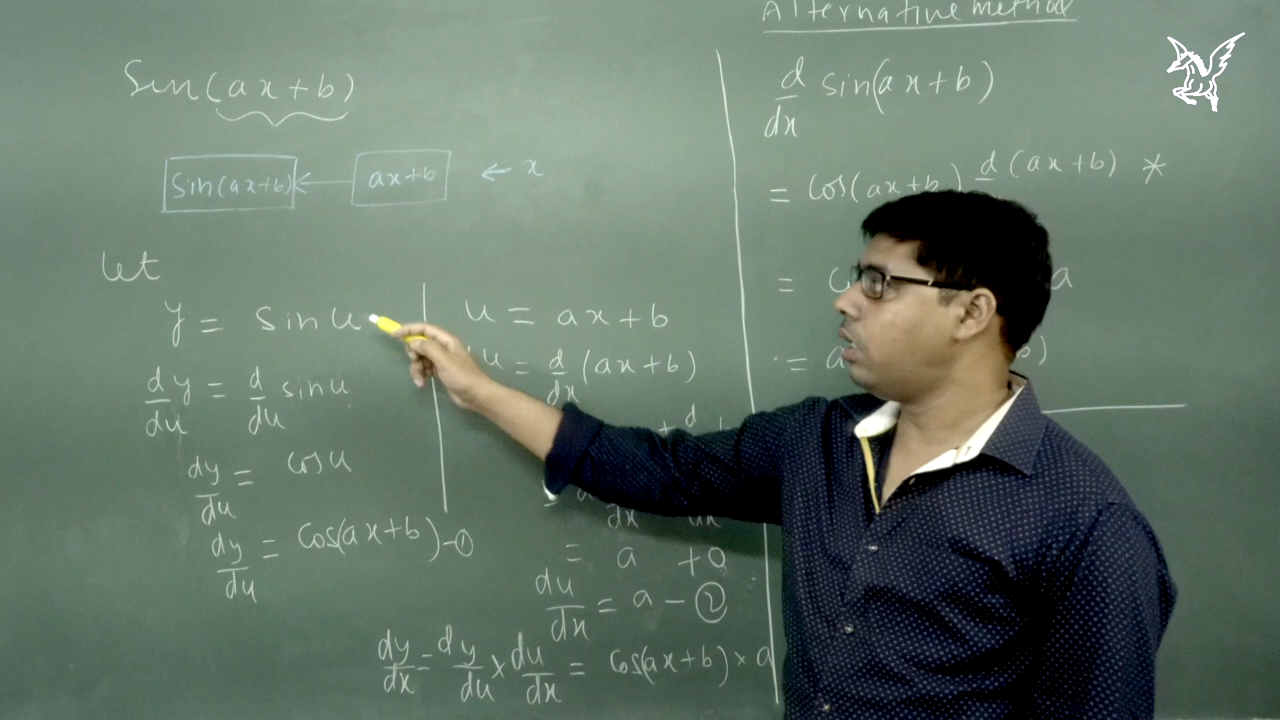 Sin(ax+b)
Sin(ax+b) ← ax+b ← x
Let
y = sin u
d/du y = d/du sin u
dy/du = cos u
dy/du = cos(ax+b) -①
u = ax+b
u = d/dx (ax+b)
+ d
dx
= a + 0
du/dx = a - ②
dy/dx = dy/du × du/dx = cos(ax+b) × a
Alternative method
d/dx sin(ax+b)
= cos(ax+b) d (ax+b) *
= a
= a